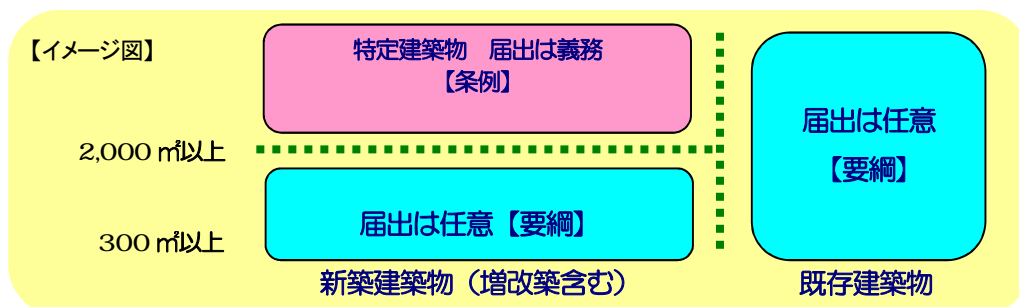 【イメージ図】
特定建築物　届出は義務
【条例】
2,000 ㎡以上
届出は任意【要綱】
300 ㎡以上
新築建築物（増改築含む）
届出は任意
【要綱】
既存建築物